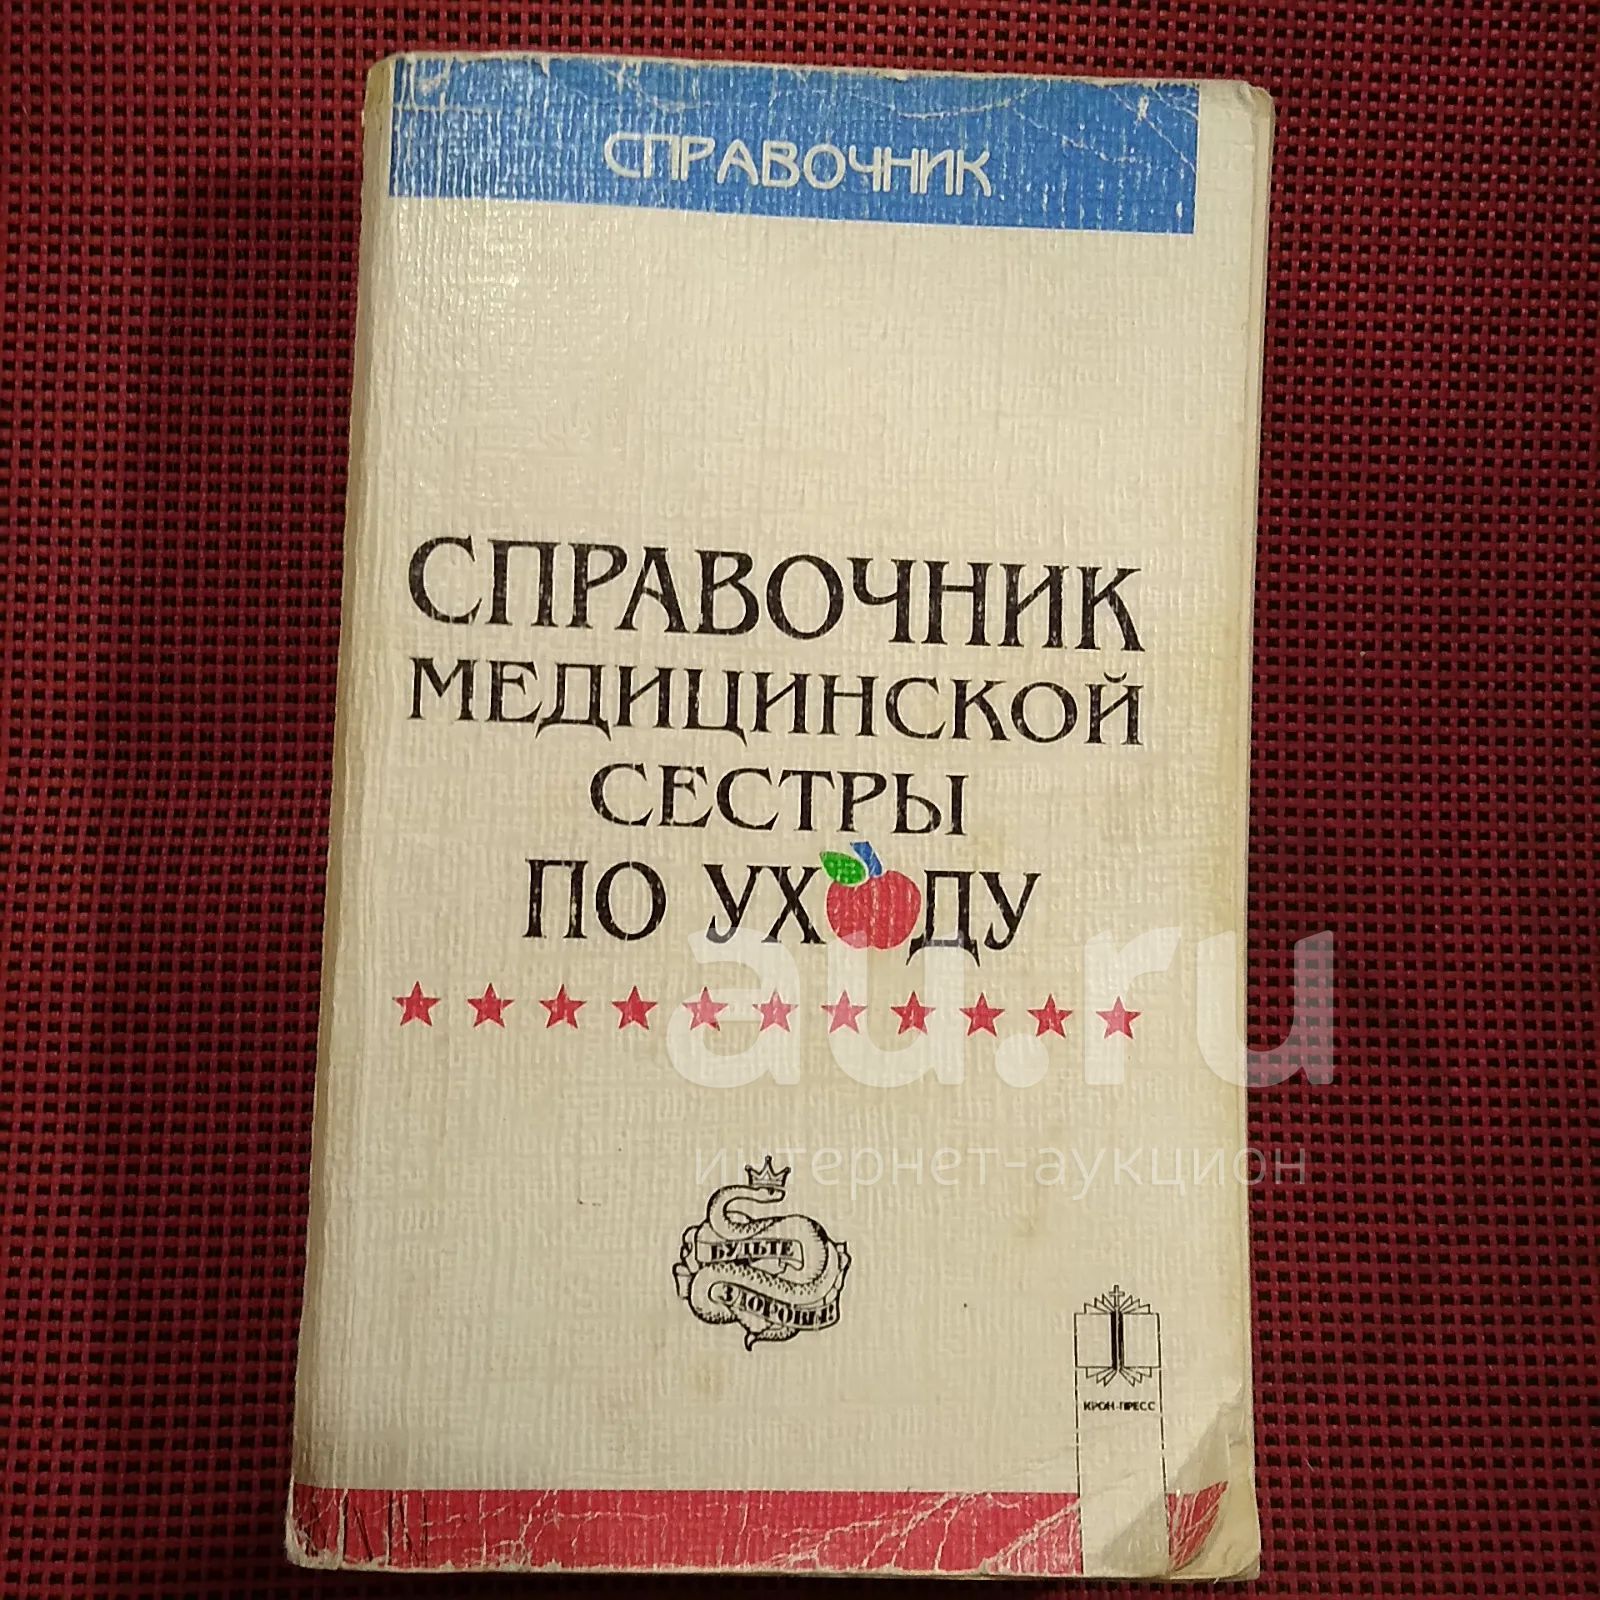 СПРАВОЧНИК
СПРАВОЧНИК
МЕДИЦИНСКОЙ
СЕСТРЫ
ПО УХОДУ
au.ru
интернет-аукцион
БУДЬТЕ
ЗДОРОВЫ!
КРОН-ПРЕСС